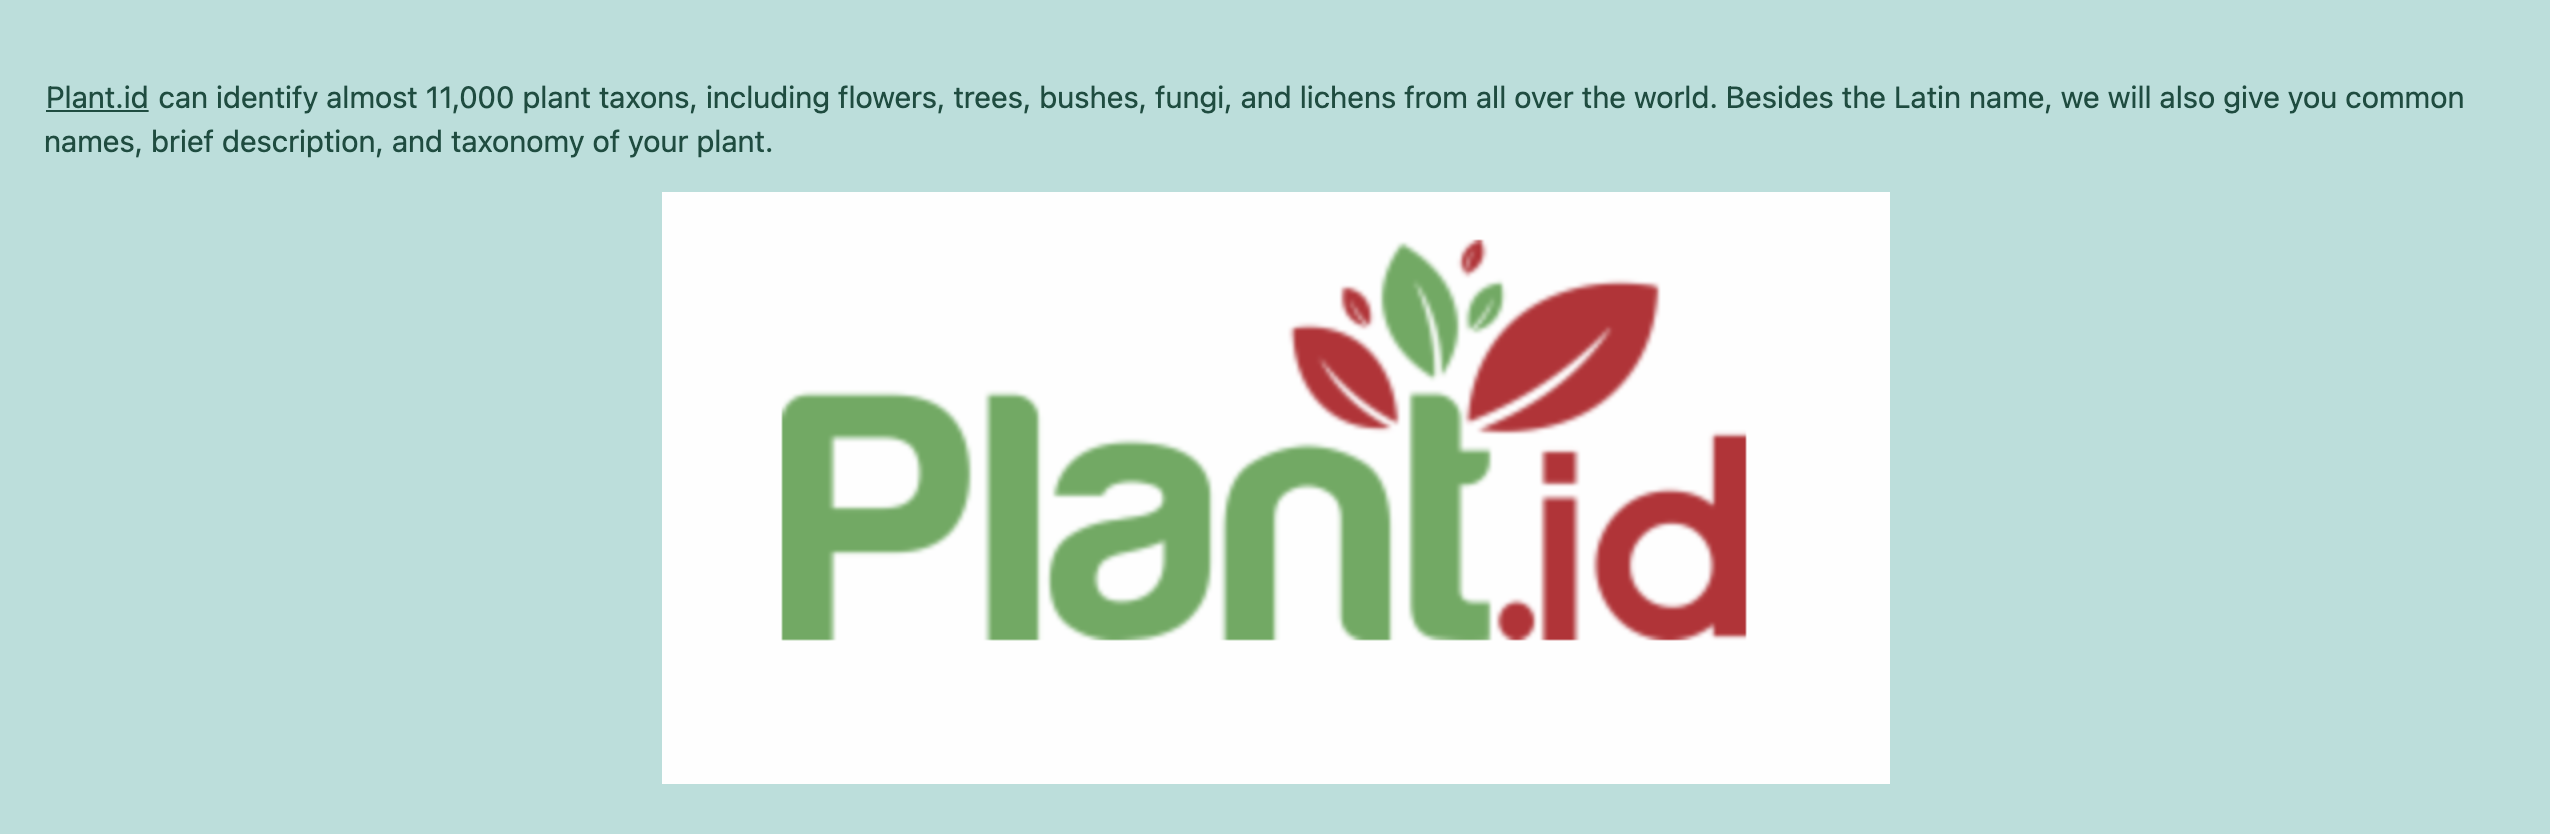 Plant.id can identify almost 11,000 plant taxons, including flowers, trees, bushes, fungi, and lichens from all over the world. Besides the Latin name, we will also give you common
names, brief description, and taxonomy of your plant.
Plant.id